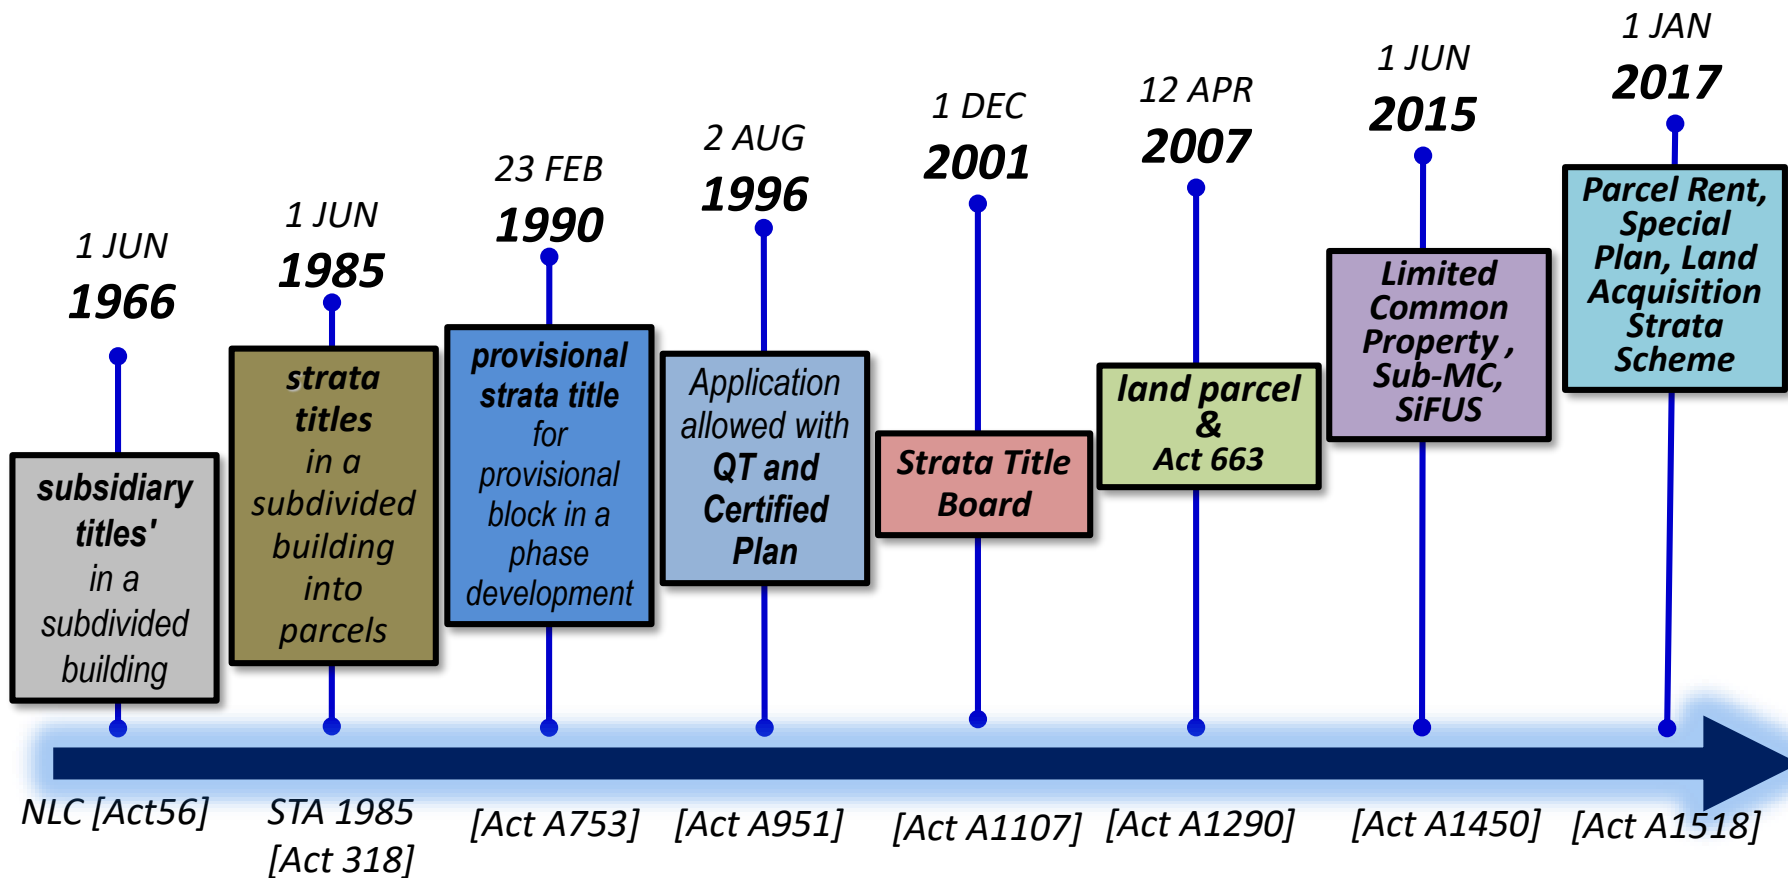 1 JUN
1966
subsidiary
titles'
in a
subdivided
building
NLC [Act56]
1 JUN
1985
strata
titles
in a
subdivided
building
into
parcels
STA 1985
[Act 318]
23 FEB
1990
provisional
strata title
for
provisional
block in a
phase
development
[Act A753]
2 AUG
1996
Application
allowed with
QT and
Certified
Plan
[Act A951]
1 DEC
2001
Strata Title
Board
[Act A1107]
12 APR
2007
land parcel
&
Act 663
[Act A1290]
1 JUN
2015
Limited
Common
Property ,
Sub-MC,
SiFUS
[Act A1450]
1 JAN
2017
Parcel Rent,
Special
Plan, Land
Acquisition
Strata
Scheme
[Act A1518]